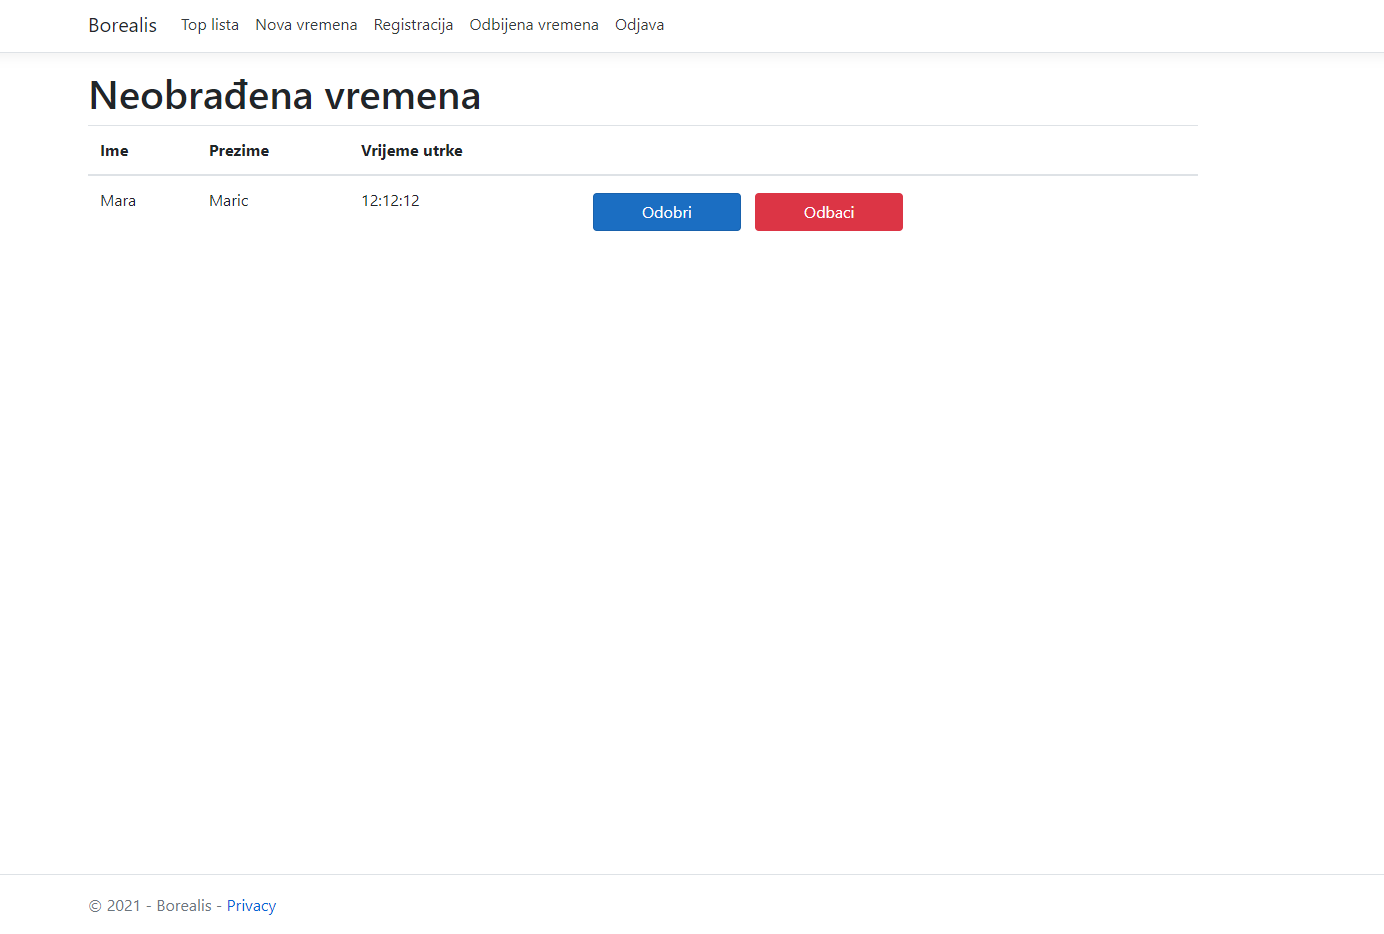 Borealis Top lista Nova vremena Registracija Odbijena vremena Odjava
Neobrađena vremena
Ime Prezime Vrijeme utrke
Mara Maric 12:12:12 Odobri Odbaci
© 2021 - Borealis - Privacy